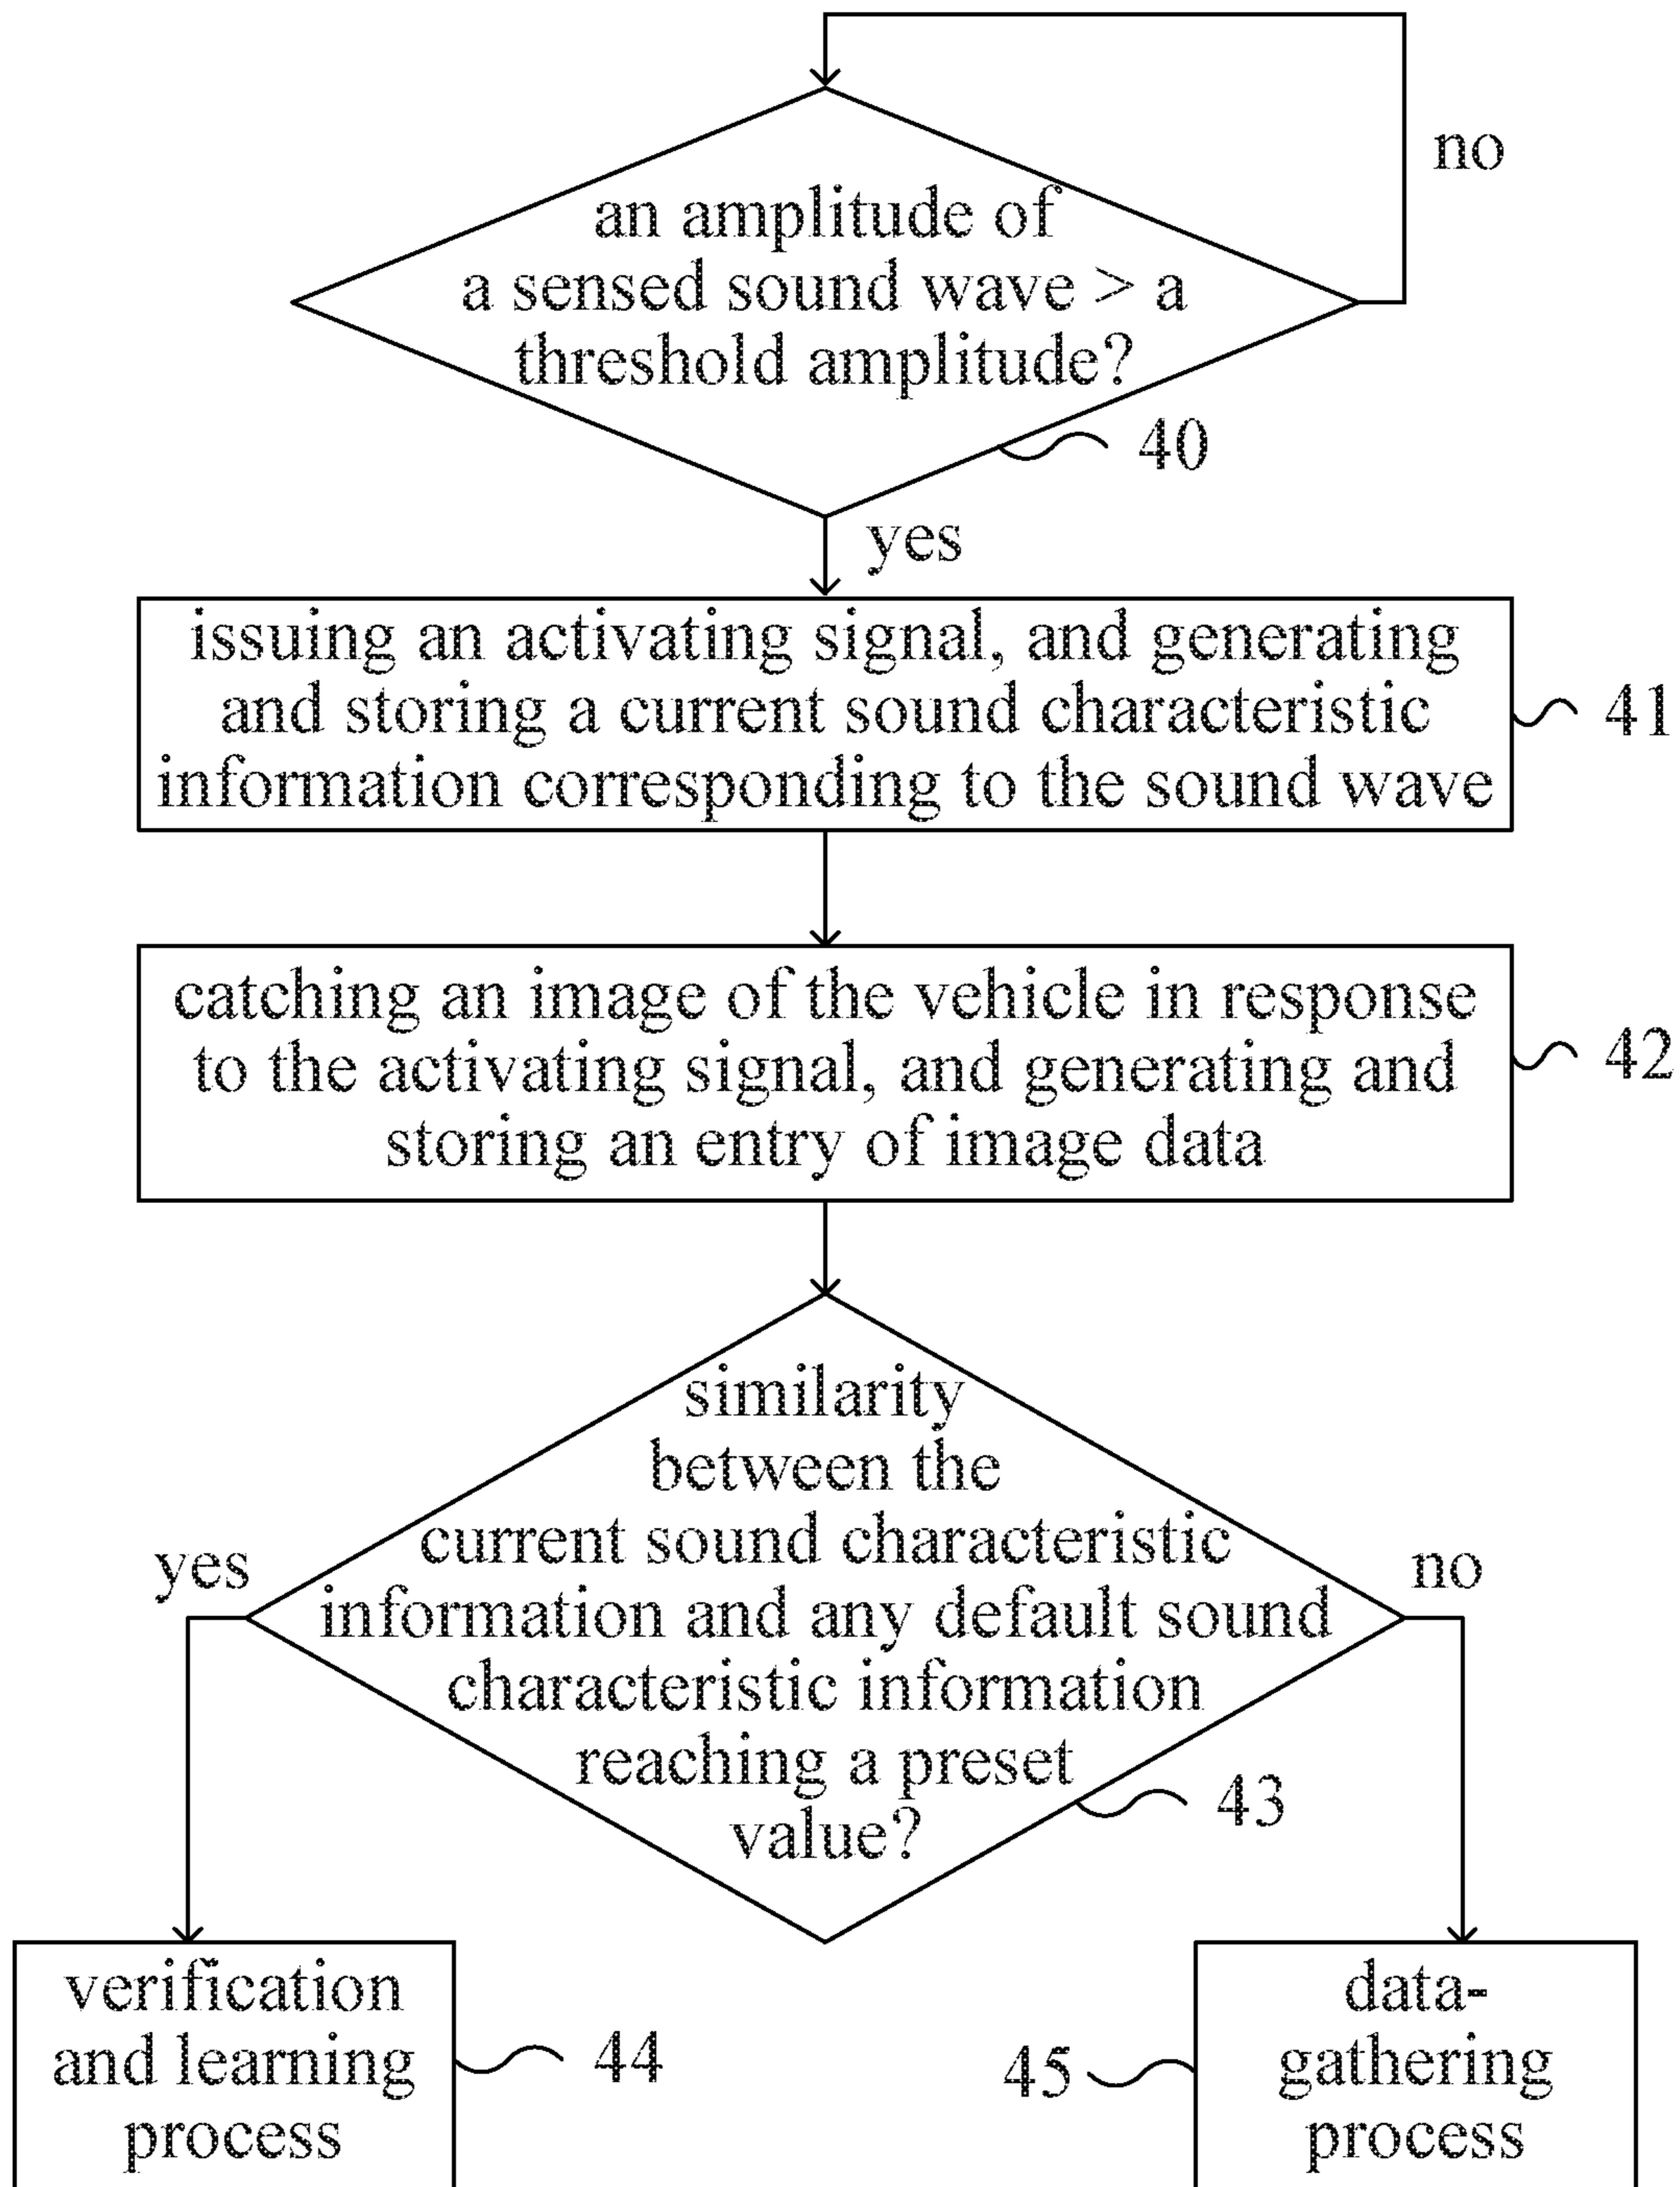 no
an amplitude of
a sensed sound wave > a
threshold amplitude?
40
yes
issuing an activating signal, and generating
and storing a current sound characteristic
information corresponding to the sound wave
41
catching an image of the vehicle in response
to the activating signal, and generating and
storing an entry of image data
42
similarity
between the
current sound characteristic
information and any default sound
characteristic information
reaching a preset
value?
43
yes
no
verification
and learning
process
44
45
data-
gathering
process